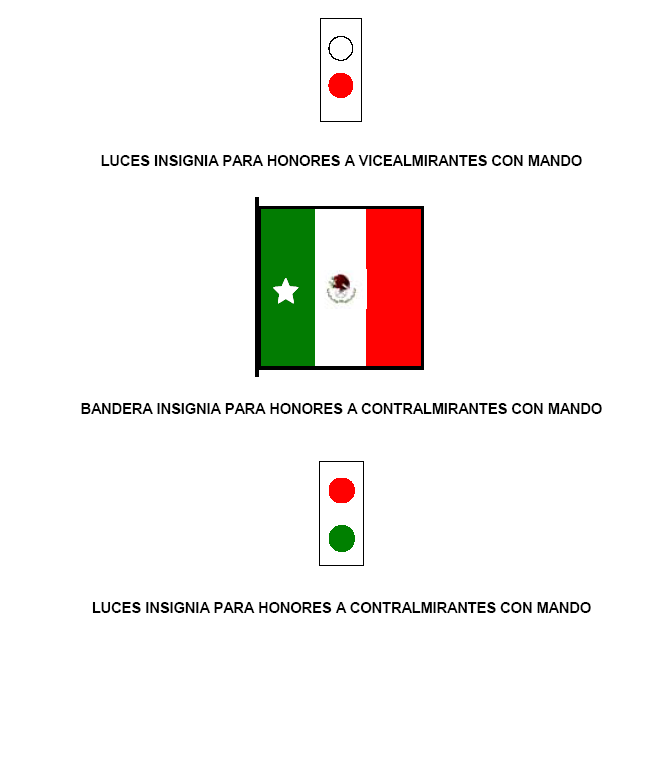 LUCES INSIGNIA PARA HONORES A VICEALMIRANTES CON MANDO
BANDERA INSIGNIA PARA HONORES A CONTRALMIRANTES CON MANDO
LUCES INSIGNIA PARA HONORES A CONTRALMIRANTES CON MANDO